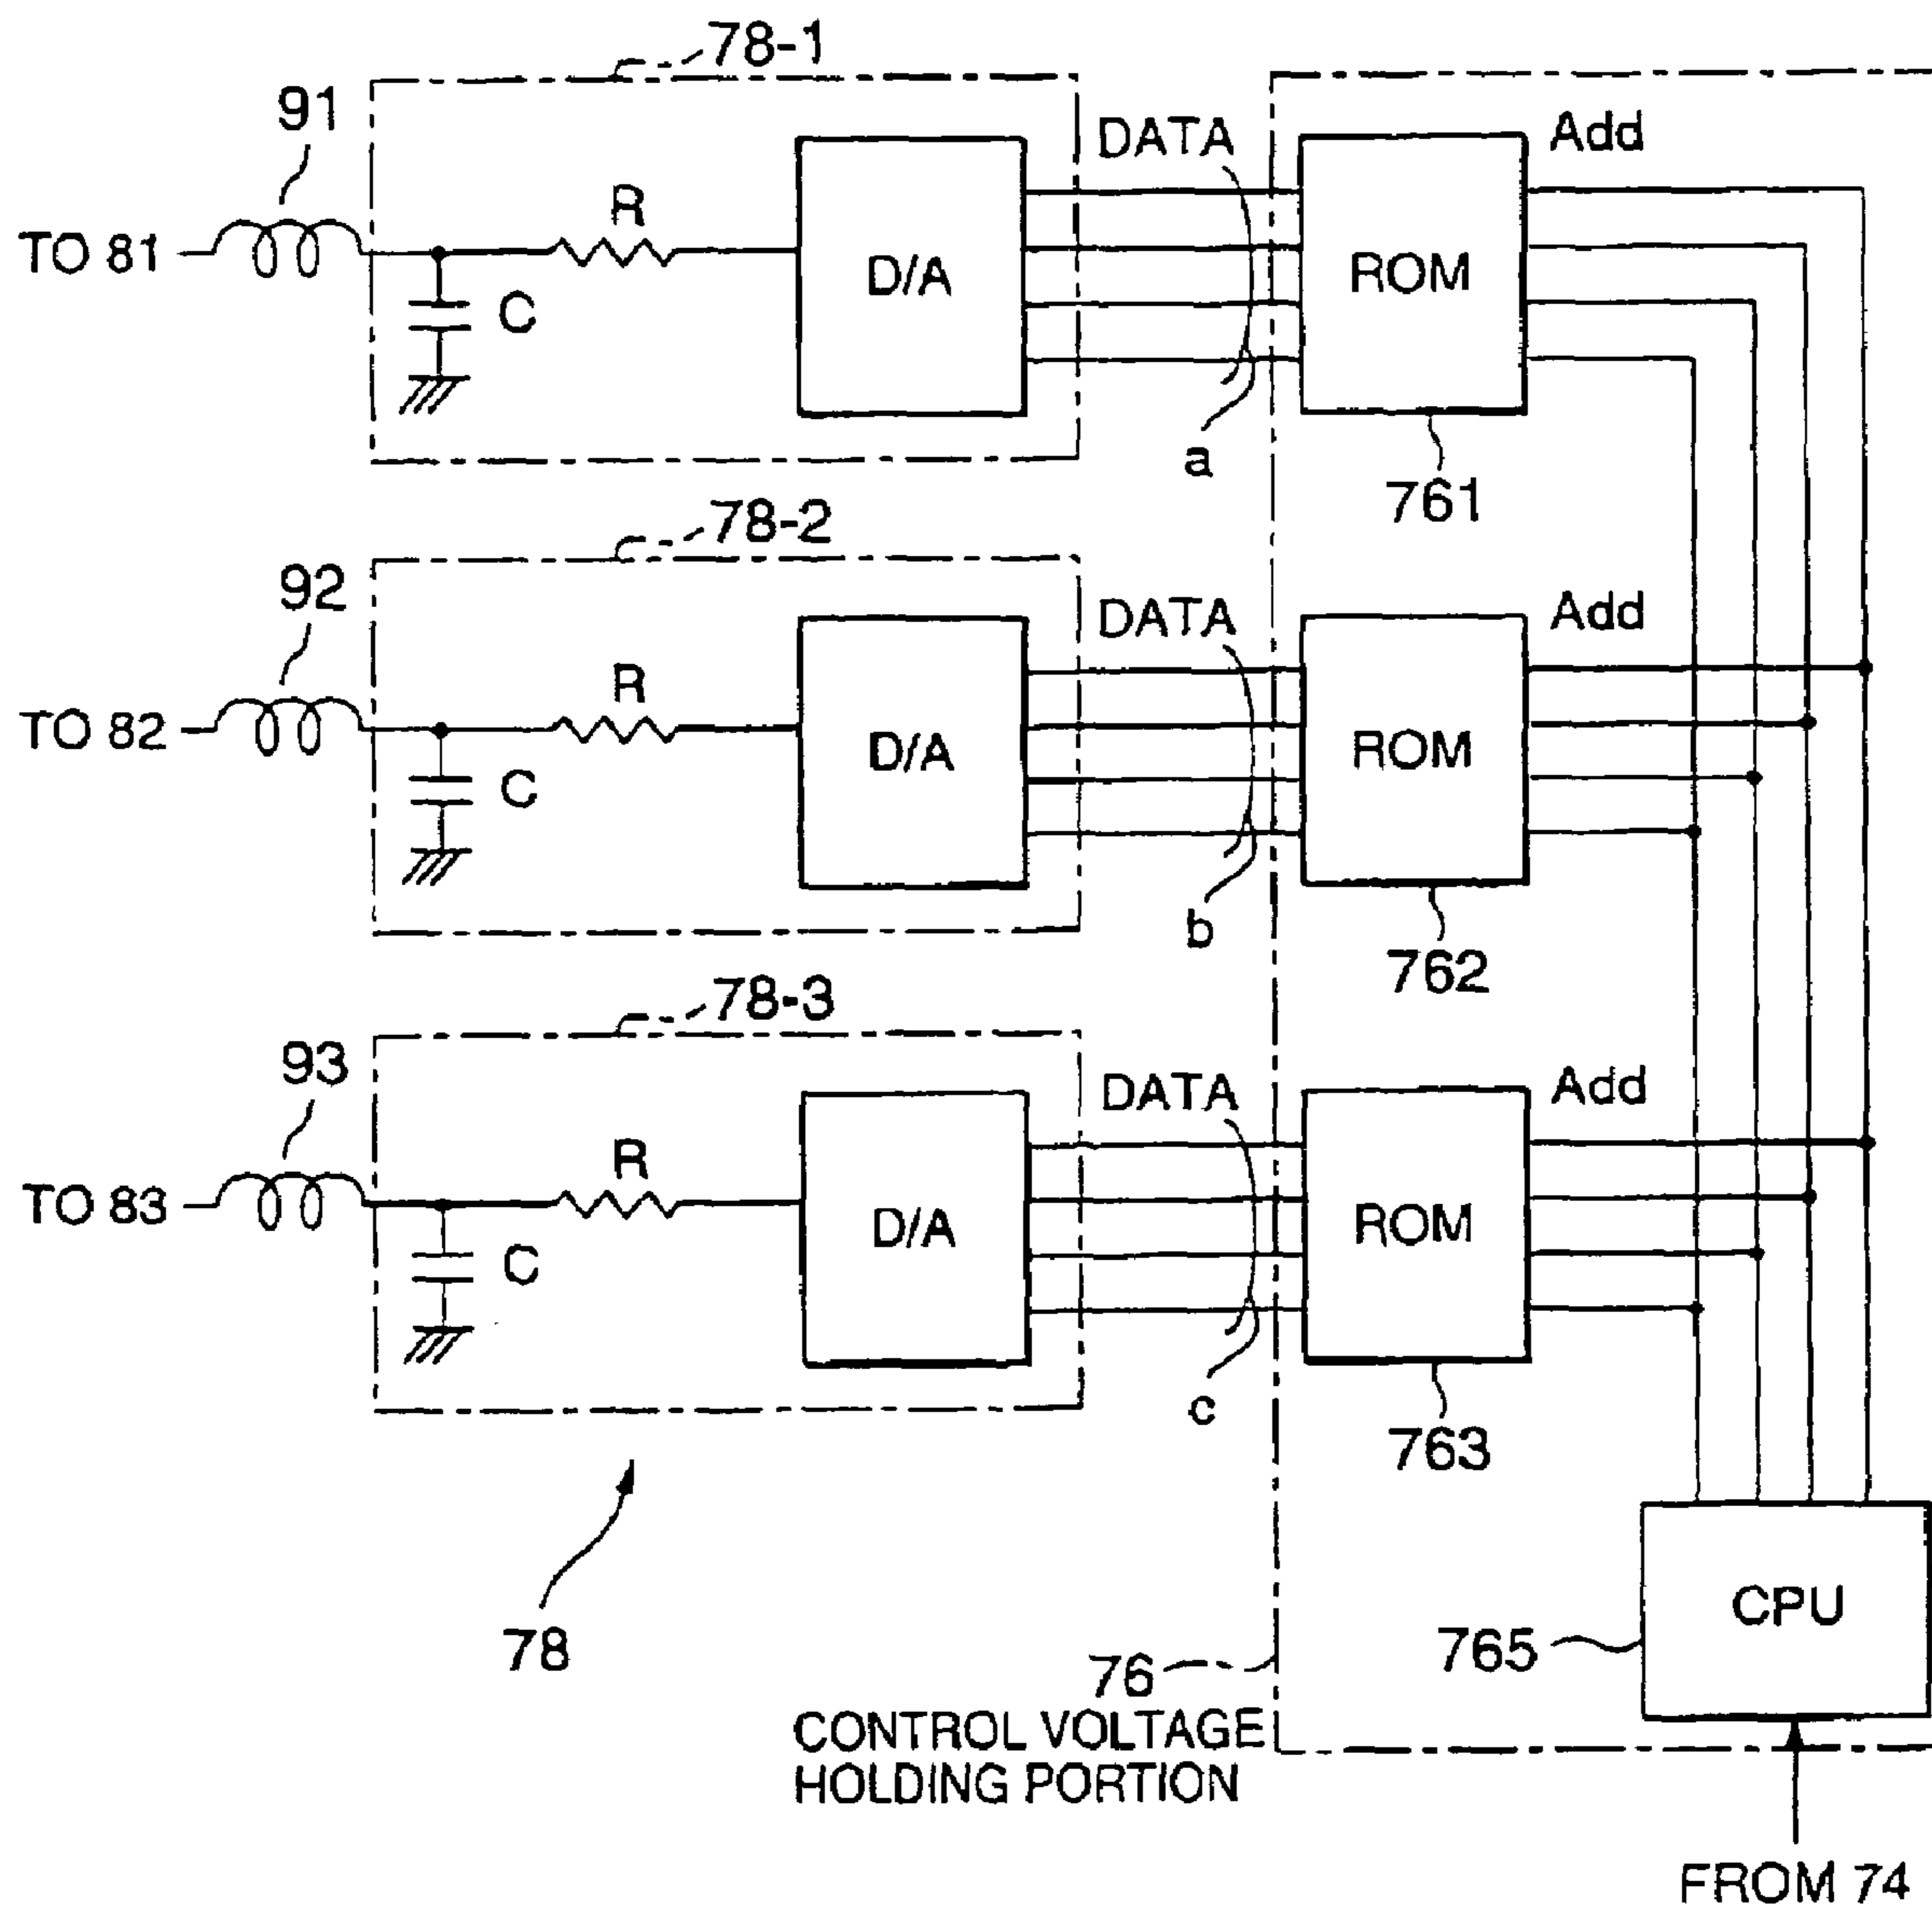 78-1
91
DATA
Add
R
TO 81
D/A
ROM
C
a
761
78-2
92
DATA
Add
R
TO 82
D/A
ROM
C
b
762
78-3
93
DATA
Add
R
TO 83
D/A
ROM
C
c
763
78
CPU
765
76
CONTROL VOLTAGE
HOLDING PORTION
FROM 74